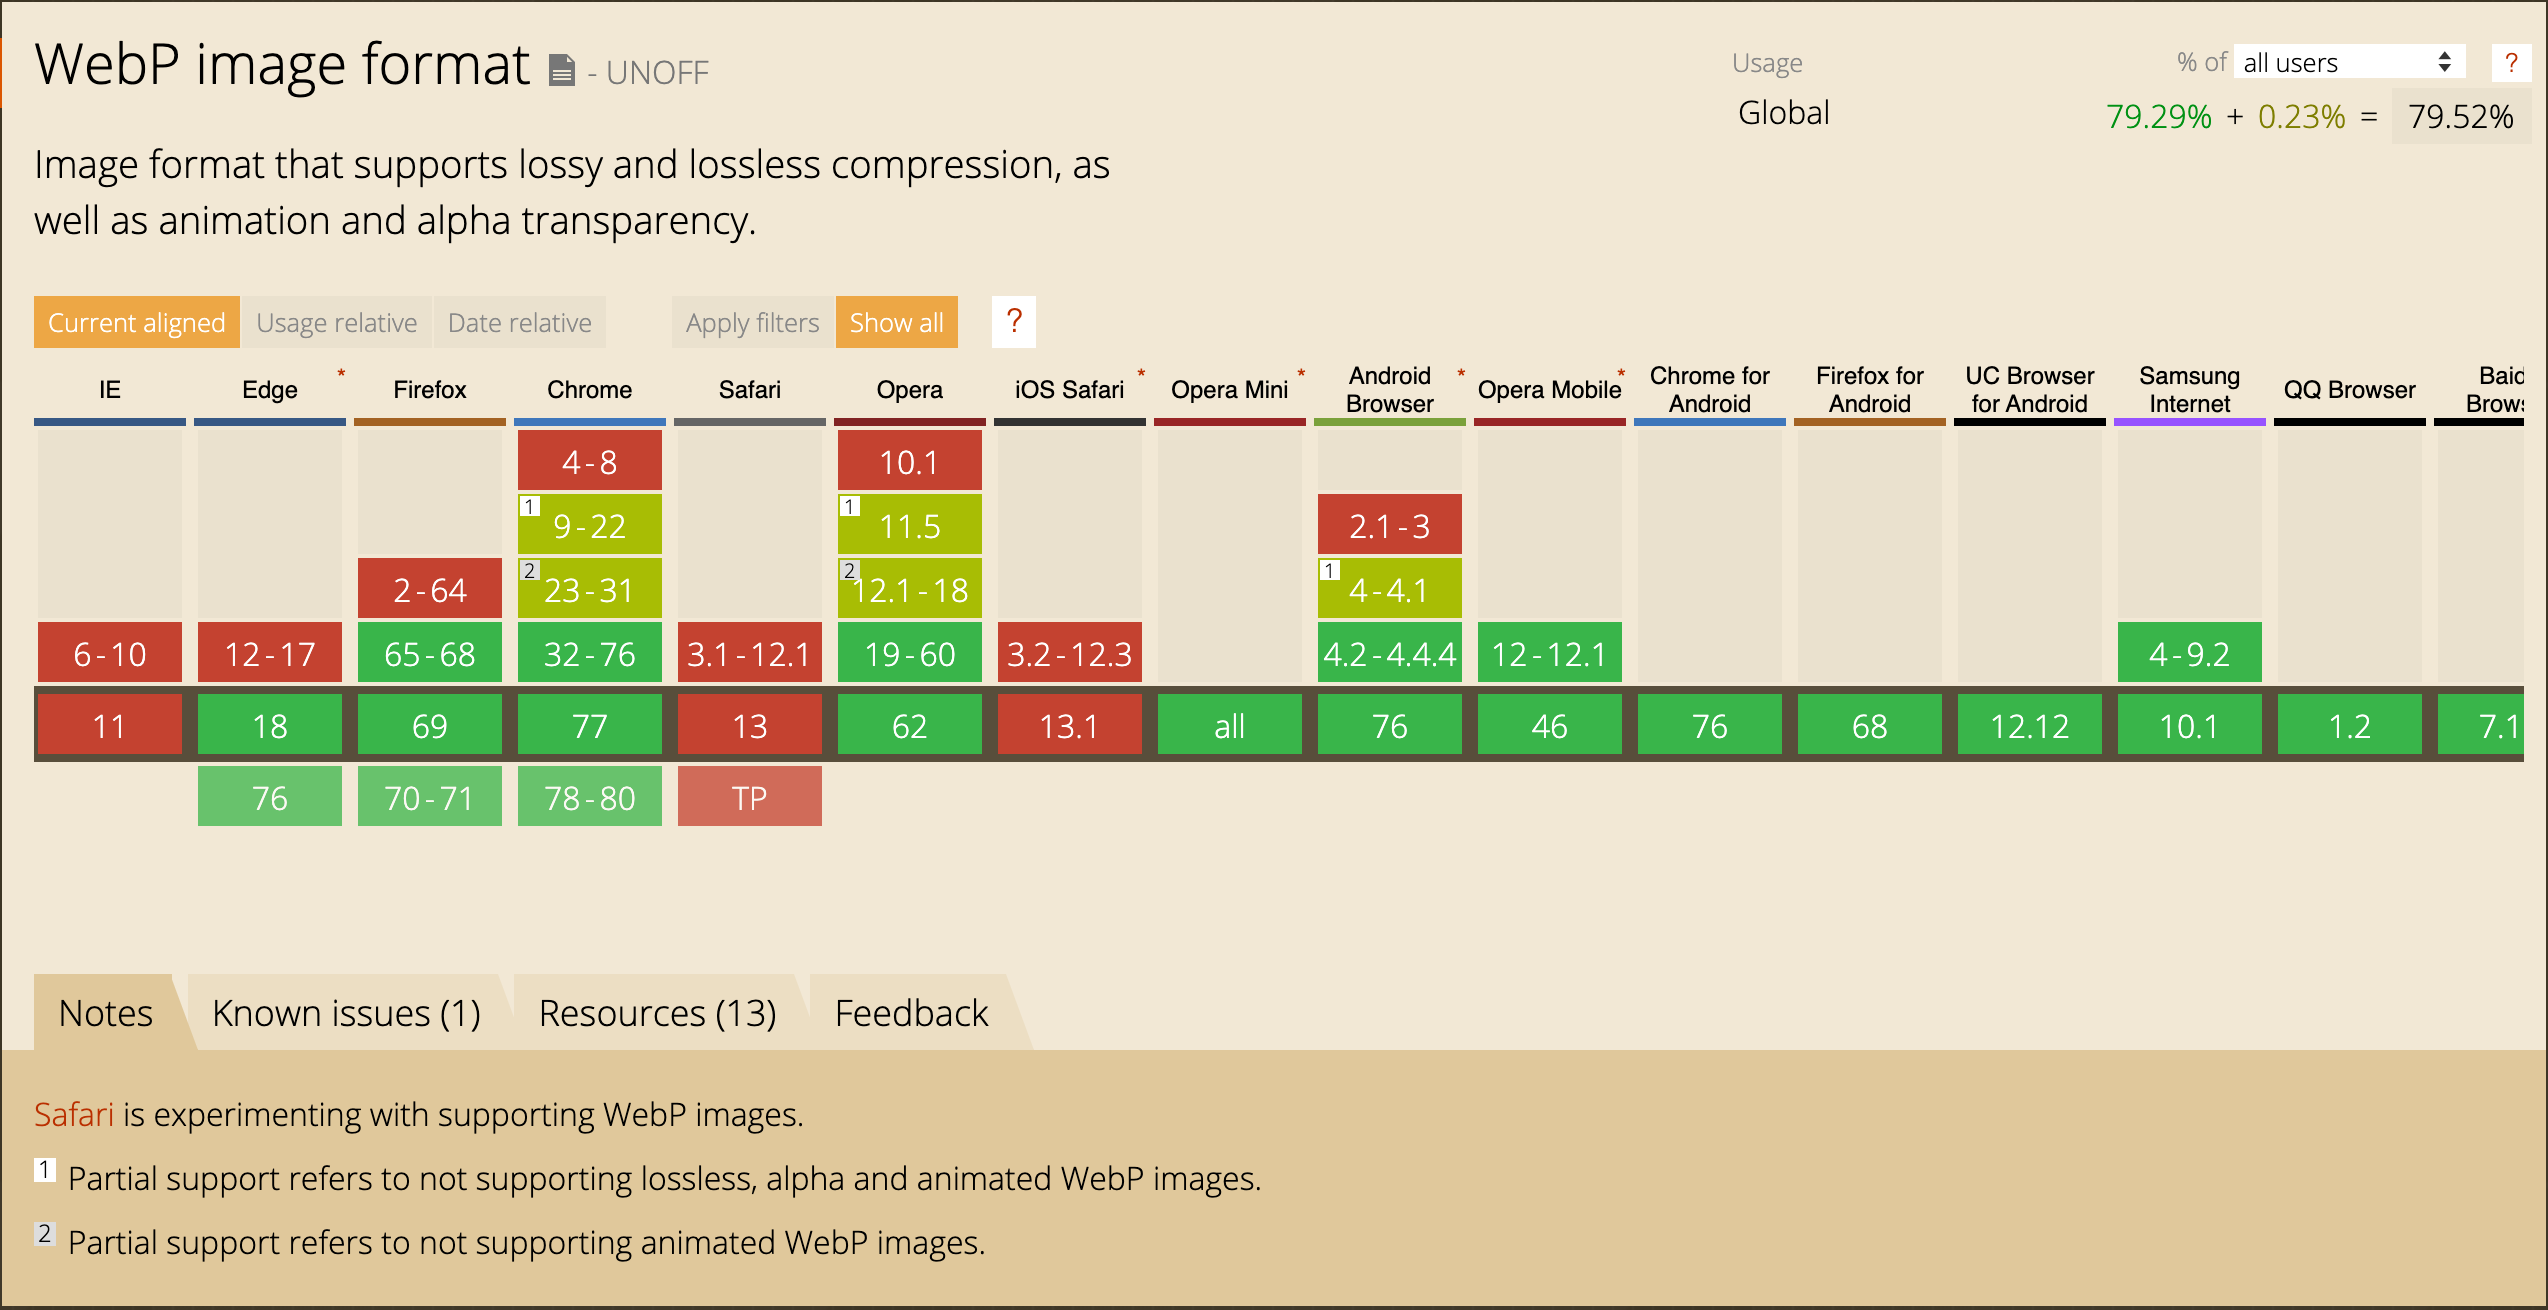 WebP image format - UNOFF
Usage % of all users ?
Global 79.29% + 0.23% = 79.52%
Image format that supports lossy and lossless compression, as
well as animation and alpha transparency.
Current aligned Usage relative Date relative Apply filters Show all ?
IE Edge * Firefox Chrome Safari Opera iOS Safari * Opera Mini * Android Browser * Opera Mobile * Chrome for Android Firefox for Android UC Browser for Android Samsung Internet QQ Browser
4-8 10.1
1 9-22 1 11.5 2.1-3
2-64 2 23-31 2 12.1-18 1 4-4.1
6-10 12-17 65-68 32-76 3.1-12.1 19-60 3.2-12.3 4.2-4.4.4 12-12.1 4-9.2
11 18 69 77 13 62 13.1 all 76 46 76 68 12.12 10.1 1.2 7.1
76 70-71 78-80 TP
Notes Known issues (1) Resources (13) Feedback
Safari is experimenting with supporting WebP images.
1 Partial support refers to not supporting lossless, alpha and animated WebP images.
2 Partial support refers to not supporting animated WebP images.